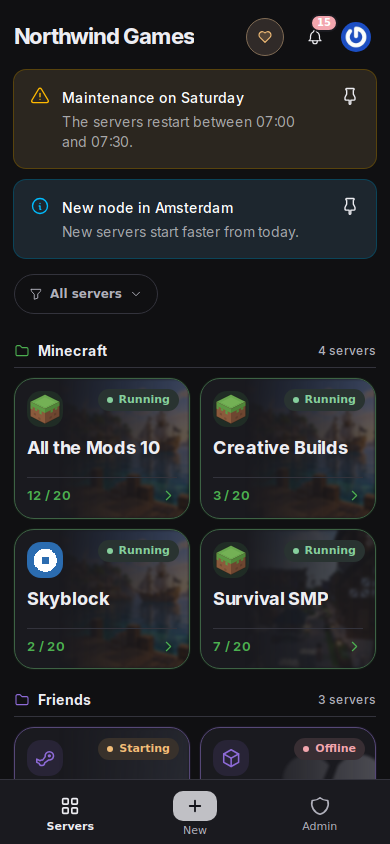 Northwind Games
15
Maintenance on Saturday
The servers restart between 07:00
and 07:30.
New node in Amsterdam
New servers start faster from today.
All servers
Minecraft
4 servers
Running
All the Mods 10
12 / 20
Running
Creative Builds
3 / 20
Running
Skyblock
2 / 20
Running
Survival SMP
7 / 20
Friends
3 servers
Starting
Offline
Servers
New
Admin